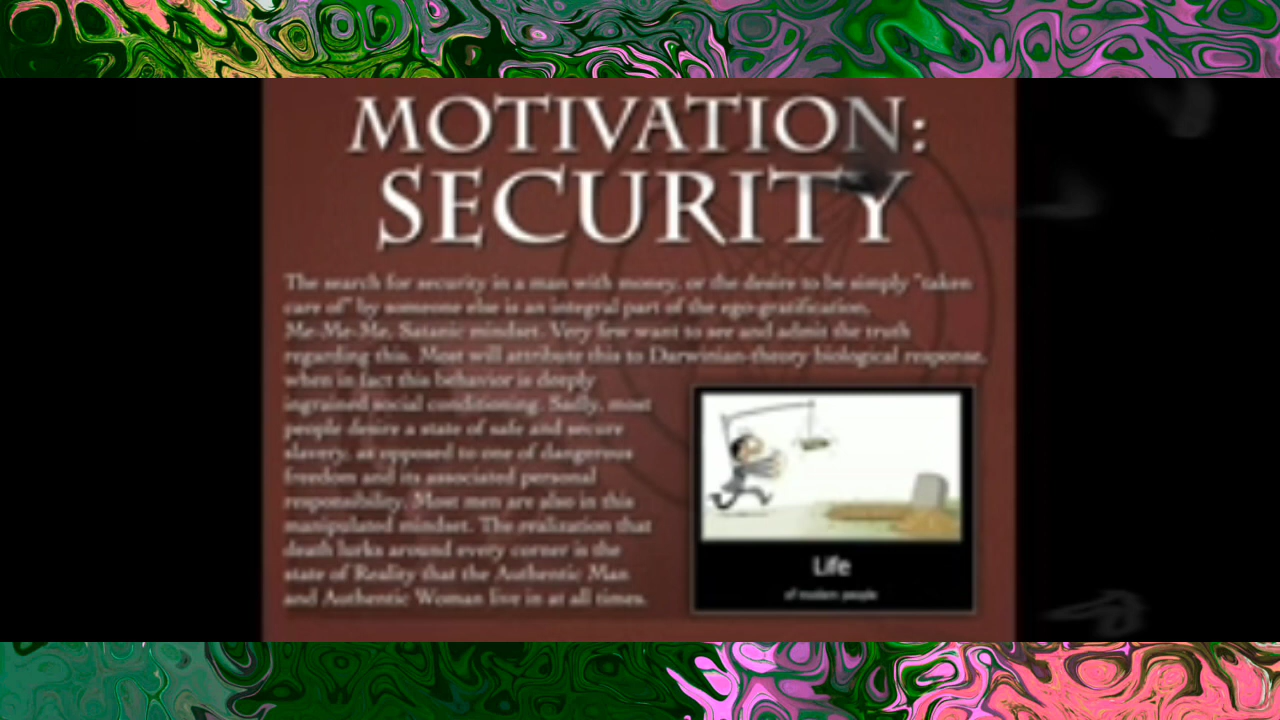 MOTIVATION:
SECURITY
The search for security in a man with money, or the desire to be simply "taken
care of" by someone else is an integral part of the ego-gratification,
Me-Me-Me, Satanic mindset. Very few want to see and admit the truth
regarding this. Most will attribute this to Darwinian-theory biological response,
when in fact this behavior is deeply
ingrained social conditioning. Sadly, most
people desire a state of safe and secure
slavery, as opposed to one of dangerous
freedom and its associated personal
responsibility. Most men are also in this
manipulated mindset. The realization that
death lurks around every corner is the
state of Reality that the Authentic Man
and Authentic Woman live in at all times.
Life
of modern people